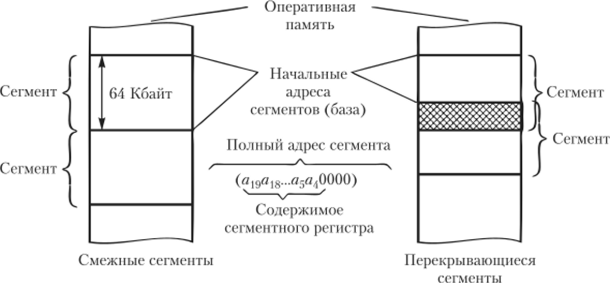 Оперативная
память
Сегмент
64 Кбайт
Начальные
адреса
сегментов (база)
Сегмент
Сегмент
Сегмент
Полный адрес сегмента
(a19a18...a5a40000)
Содержимое
сегментного регистра
Смежные сегменты
Перекрывающиеся
сегменты